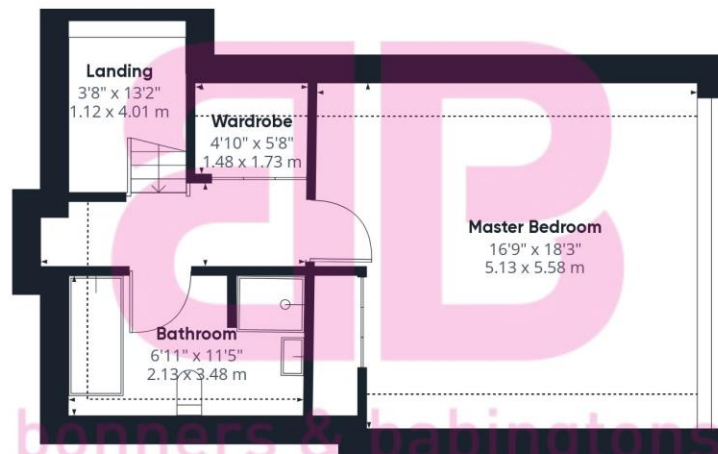 Landing
3'8" x 13'2"
1.12 x 4.01 m
Wardrobe
4'10" x 5'8"
1.48 x 1.73 m
Master Bedroom
16'9" x 18'3"
5.13 x 5.58 m
Bathroom
6'11" x 11'5"
2.13 x 3.48 m
B
bonners & babingtons